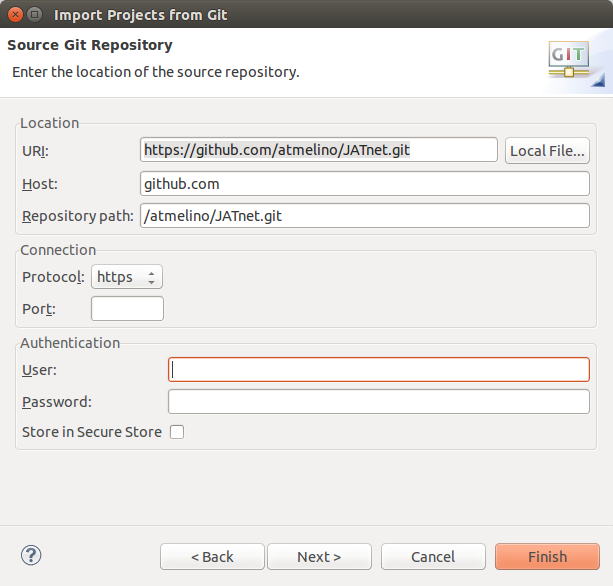 Import Projects from Git
Source Git Repository
Enter the location of the source repository.
GIT
Location
URI: https://github.com/atmelino/JATnet.git Local File...
Host: github.com
Repository path: /atmelino/JATnet.git
Connection
Protocol: https
Port:
Authentication
User:
Password:
Store in Secure Store
? < Back Next > Cancel Finish